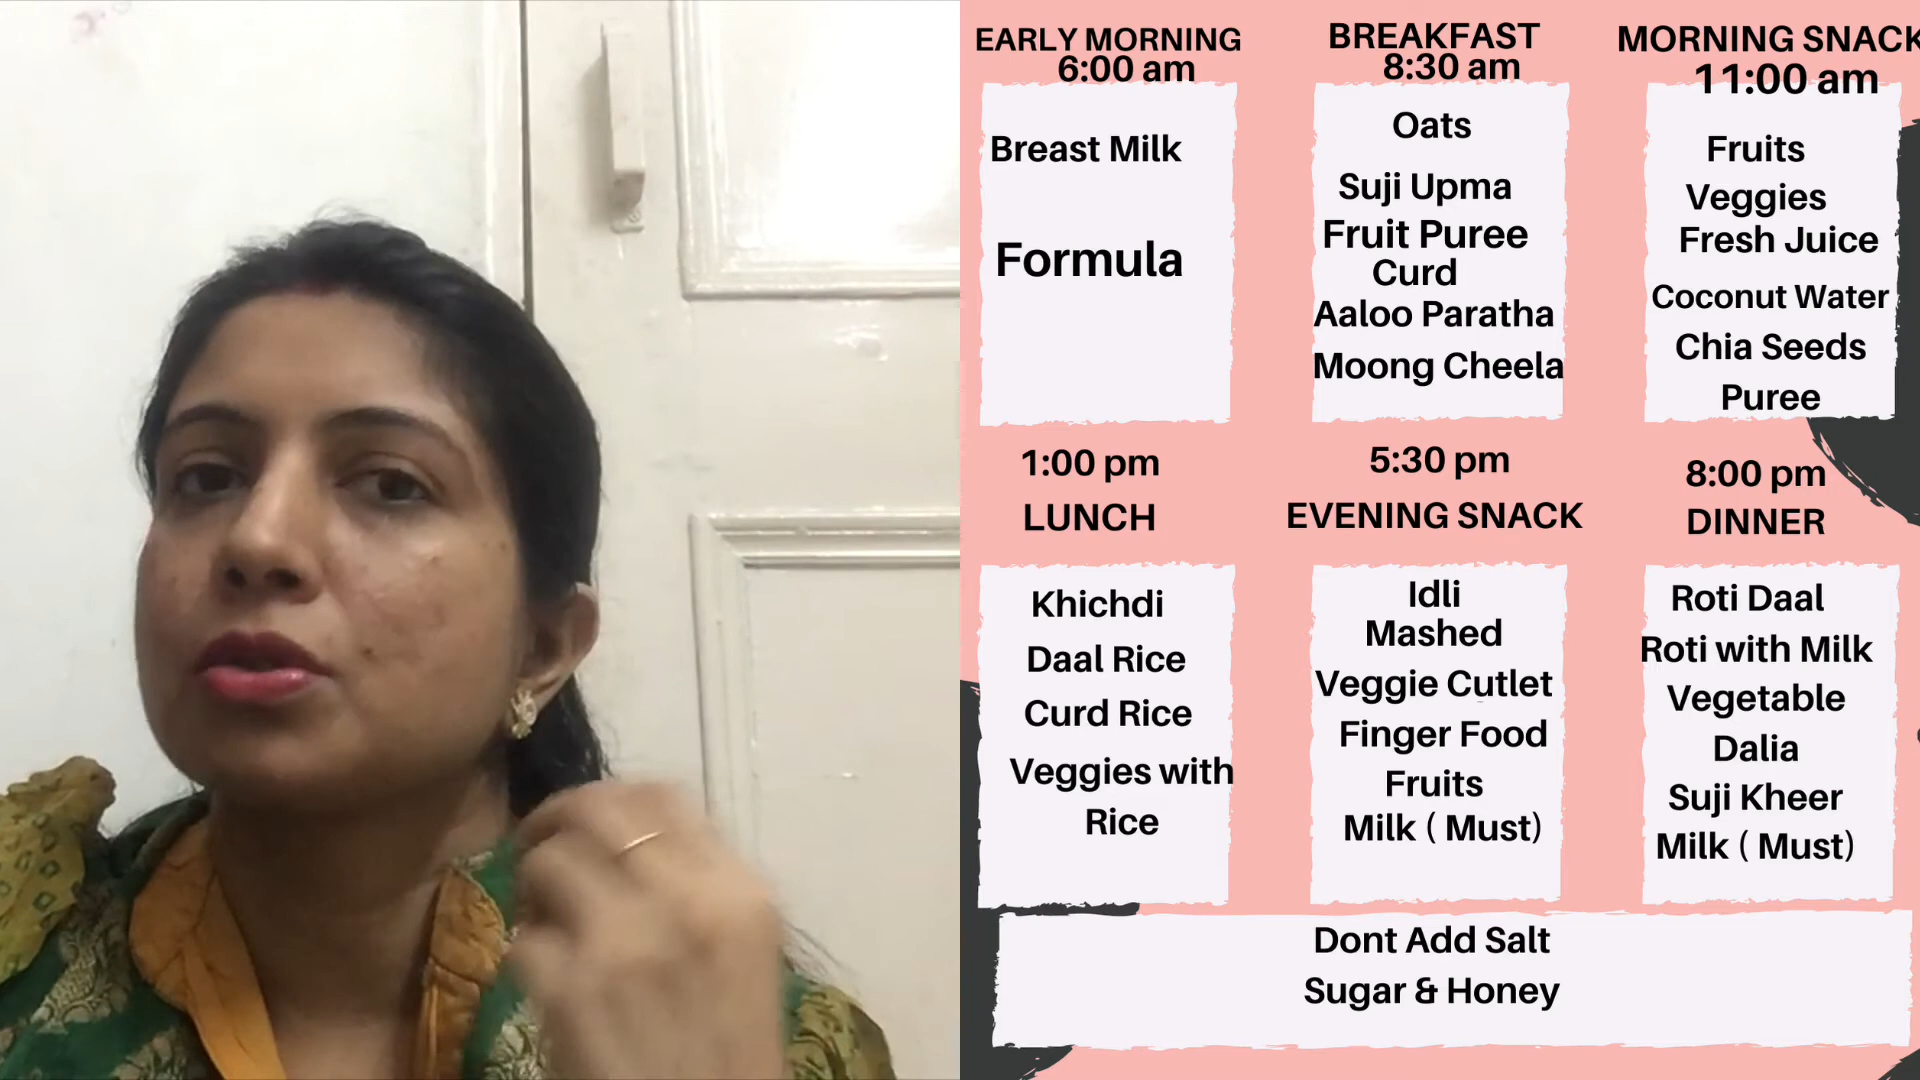 EARLY MORNING
6:00 am
Breast Milk
Formula
BREAKFAST
8:30 am
Oats
Suji Upma
Fruit Puree
Curd
Aaloo Paratha
Moong Cheela
MORNING SNACK
11:00 am
Fruits
Veggies
Fresh Juice
Coconut Water
Chia Seeds
Puree
1:00 pm
LUNCH
Khichdi
Daal Rice
Curd Rice
Veggies with
Rice
5:30 pm
EVENING SNACK
Idli
Mashed
Veggie Cutlet
Finger Food
Fruits
Milk ( Must)
8:00 pm
DINNER
Roti Daal
Roti with Milk
Vegetable
Dalia
Suji Kheer
Milk ( Must)
Dont Add Salt
Sugar & Honey